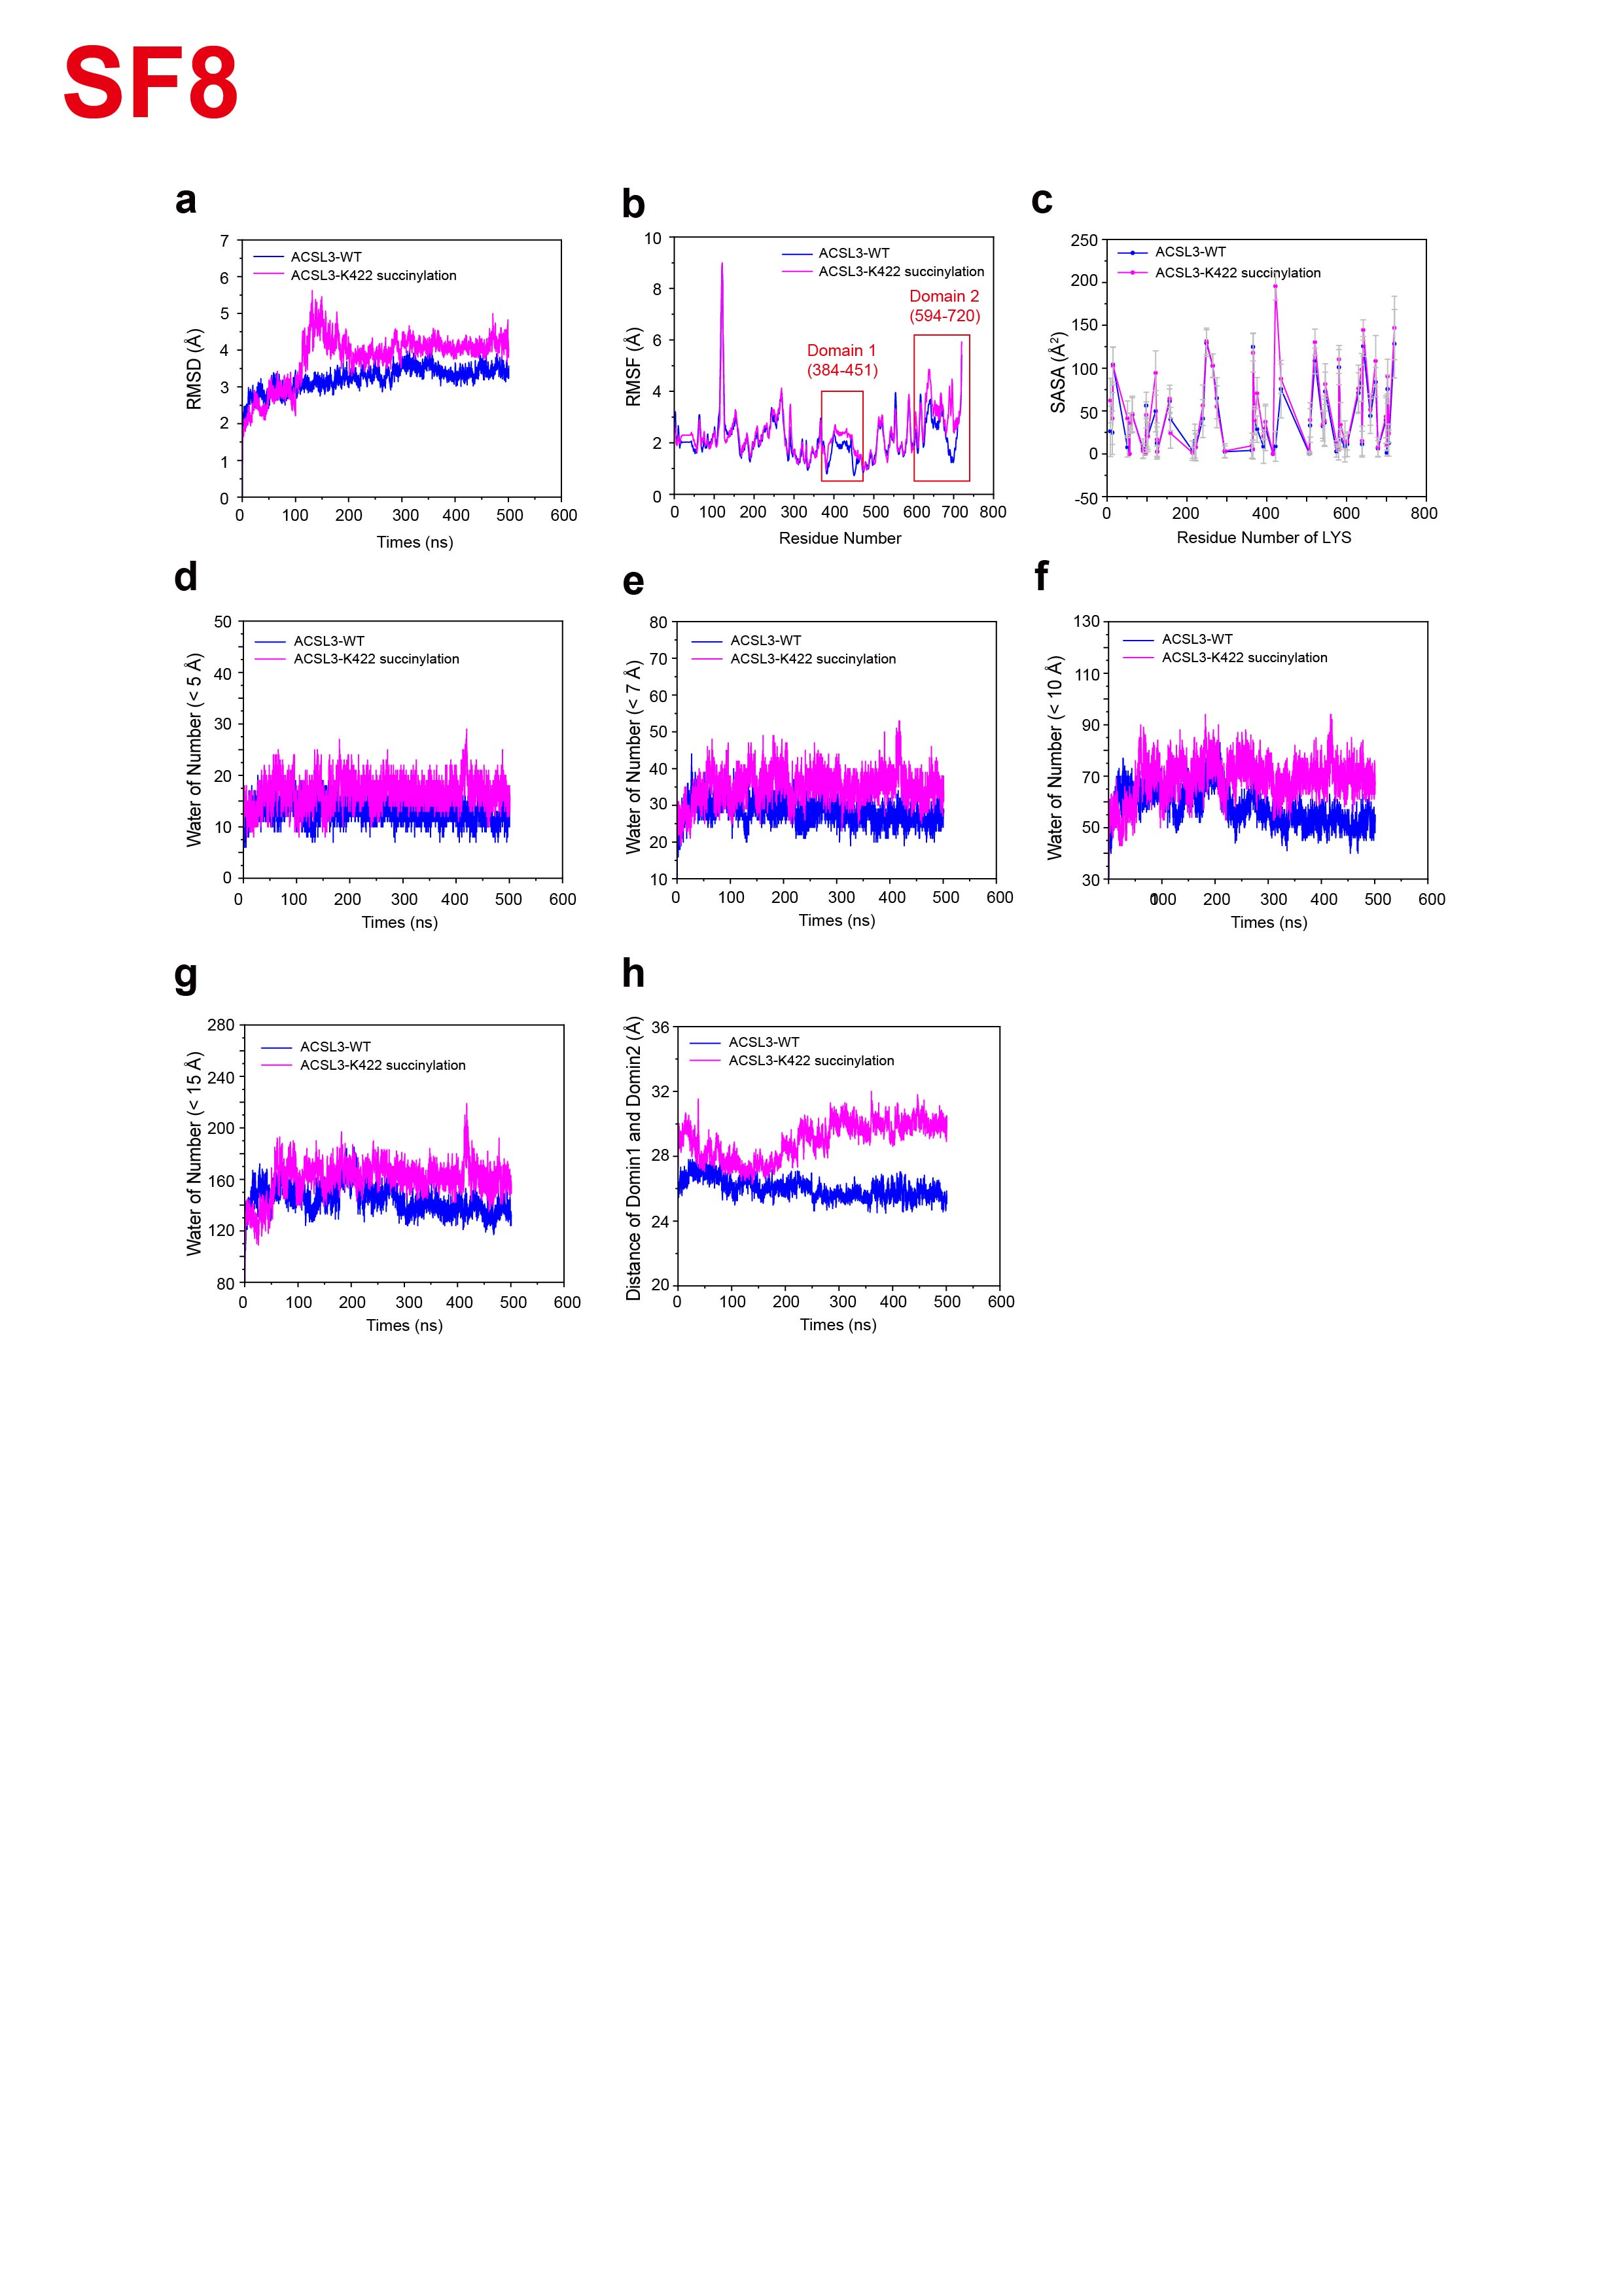 SF8
a
7
6
5
4
3
2
1
0
RMSD (Å)
ACSL3-WT
ACSL3-K422 succinylation
0 100 200 300 400 500 600
Times (ns)
b
10
8
6
4
2
0
RMSF (Å)
ACSL3-WT
ACSL3-K422 succinylation
Domain 2
(594-720)
Domain 1
(384-451)
0 100 200 300 400 500 600 700 800
Residue Number
c
250
200
150
100
50
0
-50
SASA (Å²)
ACSL3-WT
ACSL3-K422 succinylation
0 200 400 600 800
Residue Number of LYS
d
50
40
30
20
10
0
Water of Number (< 5 Å)
ACSL3-WT
ACSL3-K422 succinylation
0 100 200 300 400 500 600
Times (ns)
e
80
70
60
50
40
30
20
10
Water of Number (< 7 Å)
ACSL3-WT
ACSL3-K422 succinylation
0 100 200 300 400 500 600
Times (ns)
f
130
110
90
70
50
30
Water of Number (< 10 Å)
ACSL3-WT
ACSL3-K422 succinylation
0 100 200 300 400 500 600
Times (ns)
g
280
240
200
160
120
80
Water of Number (< 15 Å)
ACSL3-WT
ACSL3-K422 succinylation
0 100 200 300 400 500 600
Times (ns)
h
36
32
28
24
20
Distance of Domin1 and Domin2 (Å)
ACSL3-WT
ACSL3-K422 succinylation
0 100 200 300 400 500 600
Times (ns)